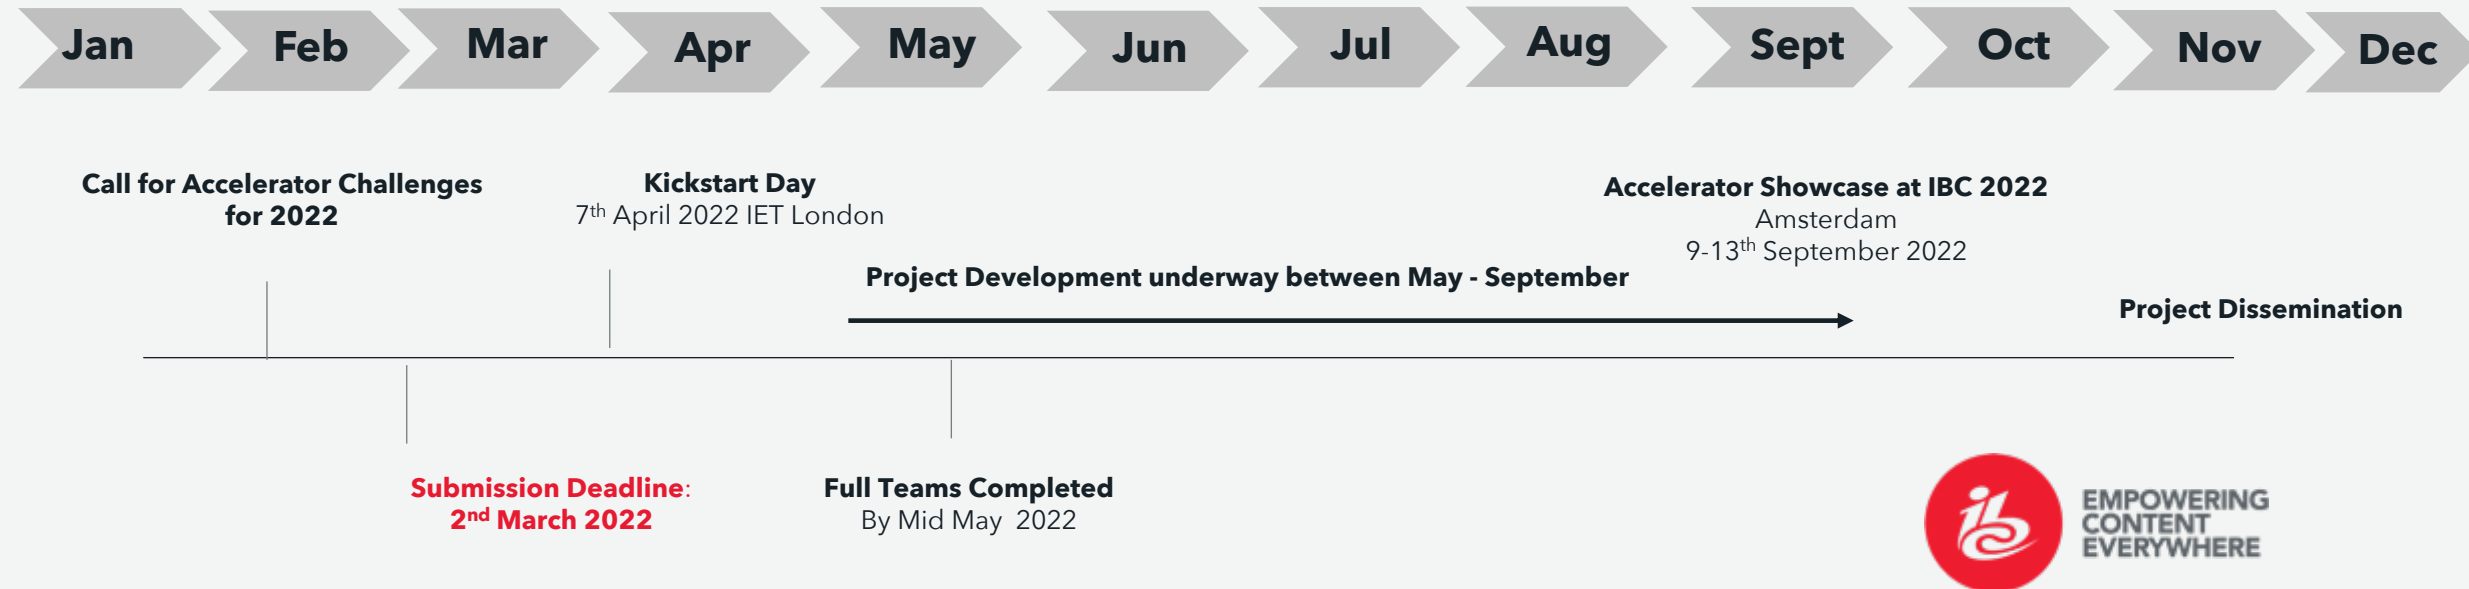 Jan Feb Mar Apr May Jun Jul Aug Sept Oct Nov Dec
Call for Accelerator Challenges
for 2022
Kickstart Day
7th April 2022 IET London
Accelerator Showcase at IBC 2022
Amsterdam
9-13th September 2022
Project Development underway between May - September
Project Dissemination
Submission Deadline:
2nd March 2022
Full Teams Completed
By Mid May 2022
ibc
EMPOWERING
CONTENT
EVERYWHERE